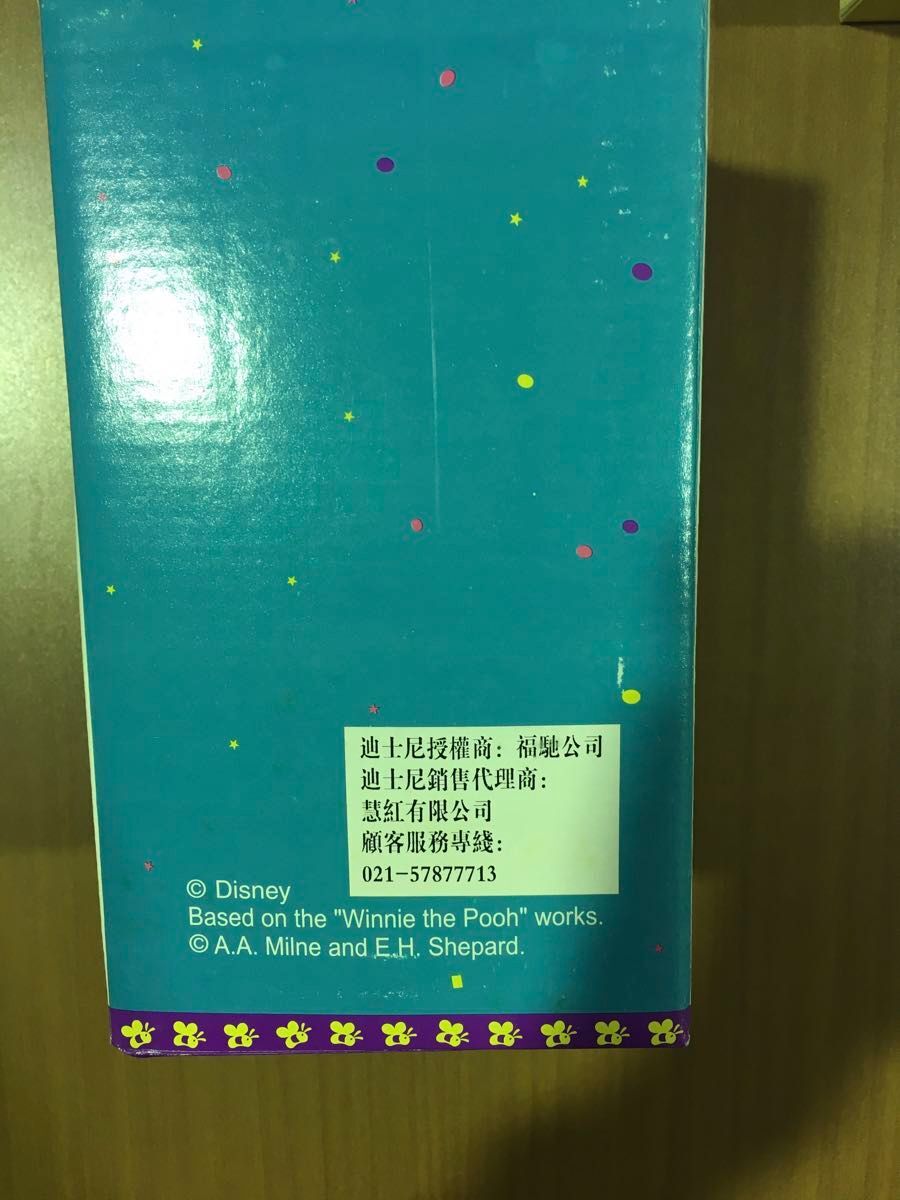 迪士尼授權商: 福馳公司
迪士尼銷售代理商:
慧紅有限公司
顧客服務專綫:
021-57877713
© Disney
Based on the "Winnie the Pooh" works.
© A.A. Milne and E.H. Shepard.